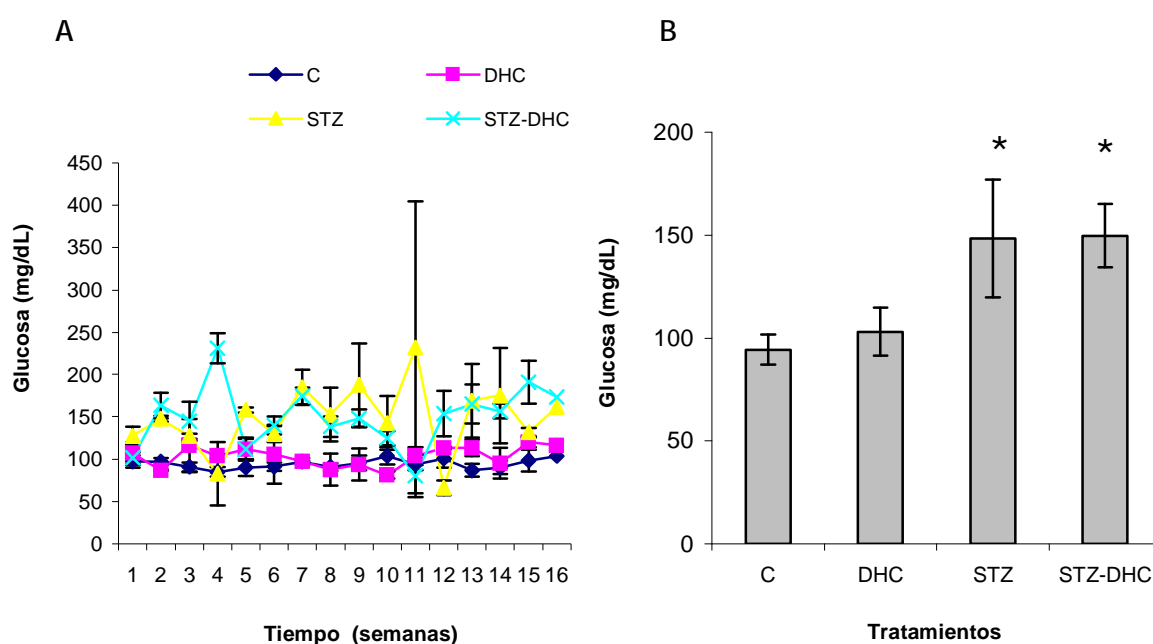 A
C
DHC
STZ
STZ-DHC
Glucosa (mg/dL)
450
400
350
300
250
200
150
100
50
0
1 2 3 4 5 6 7 8 9 10 11 12 13 14 15 16
Tiempo (semanas)
B
Glucosa (mg/dL)
200
150
100
50
0
* *
C DHC STZ STZ-DHC
Tratamientos